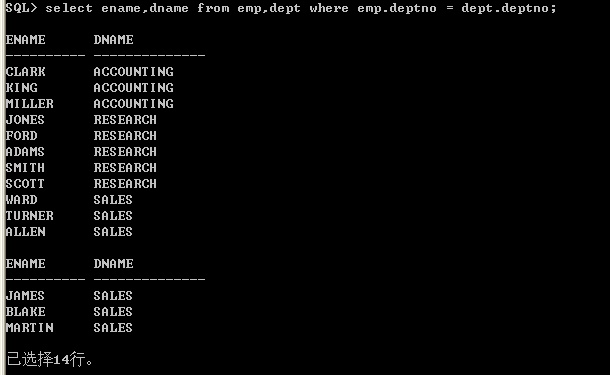 SQL> select ename,dname from emp,dept where emp.deptno = dept.deptno;
ENAME      DNAME
---------- --------------
CLARK      ACCOUNTING
KING       ACCOUNTING
MILLER     ACCOUNTING
JONES      RESEARCH
FORD       RESEARCH
ADAMS      RESEARCH
SMITH      RESEARCH
SCOTT      RESEARCH
WARD       SALES
TURNER     SALES
ALLEN      SALES
ENAME      DNAME
---------- --------------
JAMES      SALES
BLAKE      SALES
MARTIN     SALES
已选择14行。